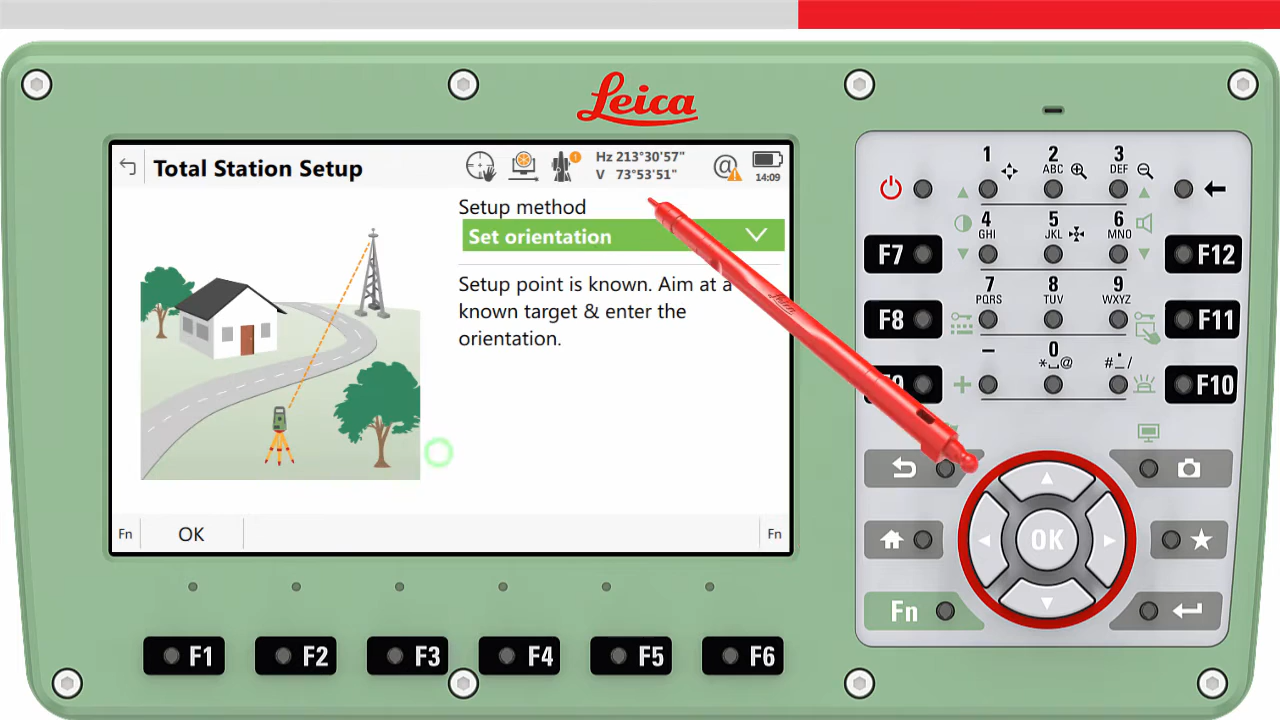 Leica
Total Station Setup
Hz 213°30'57"
V 73°53'51"
@
14:09
Setup method
Set orientation
Setup point is known. Aim at a
known target & enter the
orientation.
Fn
OK
Fn
F1
F2
F3
F4
F5
F6
1
2
ABC
3
DEF
4
GHI
5
JKL
6
MNO
7
PQRS
8
TUV
9
WXYZ
0
*⎵@
#./
F7
F12
F8
F11
F10
OK
Fn